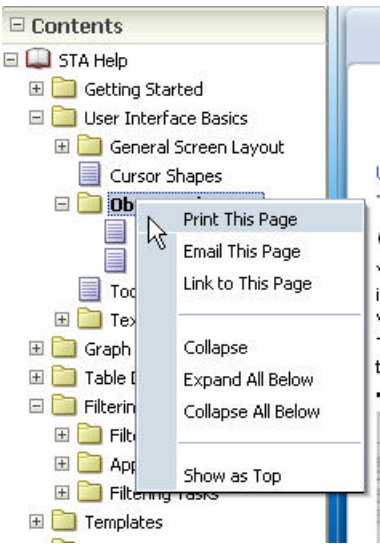 Contents
STA Help
Getting Started
User Interface Basics
General Screen Layout
Cursor Shapes
Print This Page
Email This Page
Link to This Page
Collapse
Expand All Below
Collapse All Below
Show as Top
Graph
Table
Filtering Tasks
Templates